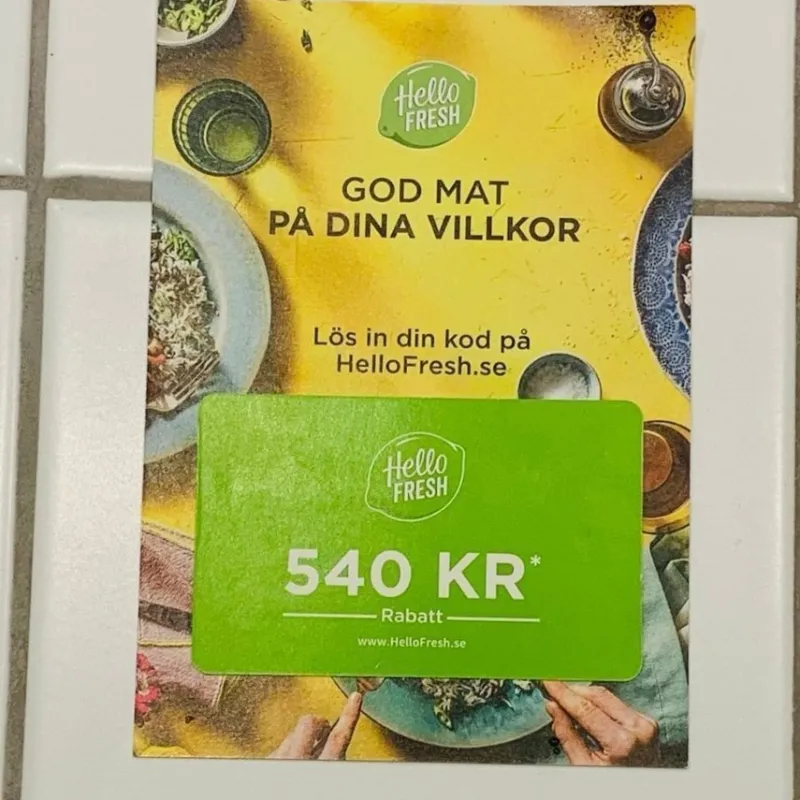 Hello
FRESH
GOD MAT
PÅ DINA VILLKOR
Lös in din kod på
HelloFresh.se
Hello
FRESH
540 KR*
Rabatt
www.HelloFresh.se